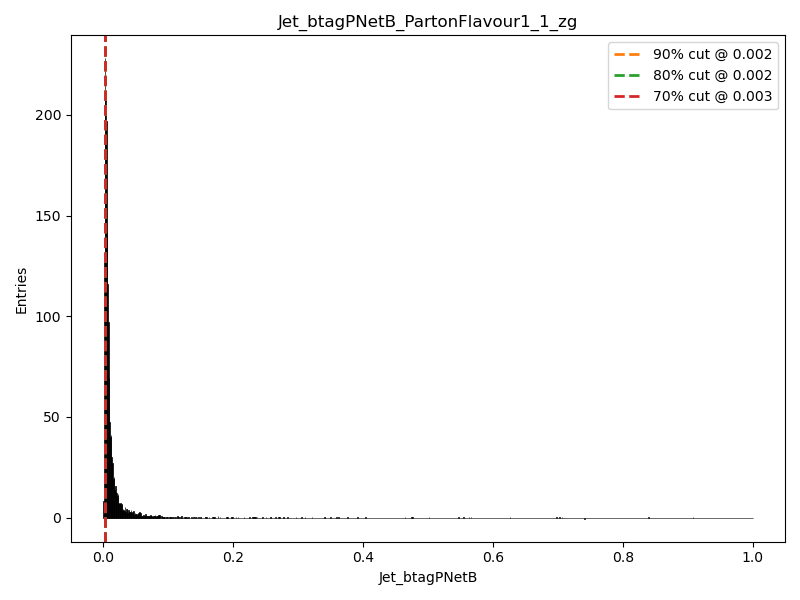 Jet_btagPNetB_PartonFlavour1_1_zg
90% cut @ 0.002
80% cut @ 0.002
70% cut @ 0.003
Entries
200
150
100
50
0
0.0 0.2 0.4 0.6 0.8 1.0
Jet_btagPNetB